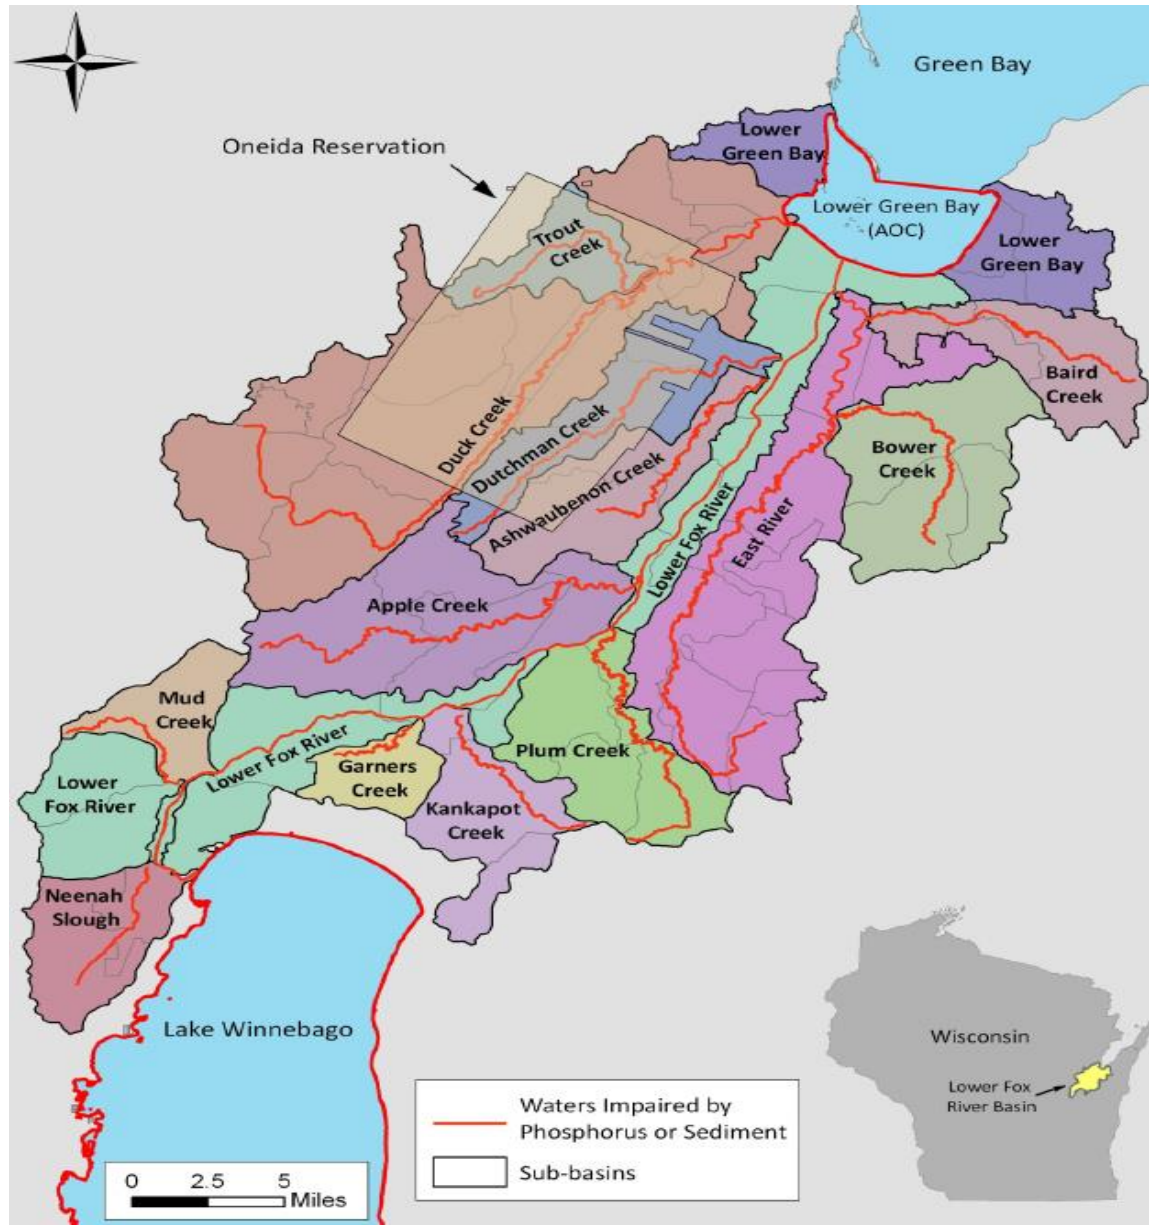 Green Bay
Lower
Green Bay
Oneida Reservation
Lower Green Bay
(AOC)
Trout
Creek
Lower
Green Bay
Baird
Creek
Duck Creek
Dutchman Creek
Bower
Creek
Ashwaubenon Creek
Lower Fox River
East River
Apple Creek
Mud
Creek
Lower Fox River
Plum Creek
Lower
Fox River
Garners
Creek
Kankapot
Creek
Neenah
Slough
Lake Winnebago
Wisconsin
Lower Fox
River Basin
Waters Impaired by
Phosphorus or Sediment
Sub-basins
0 2.5 5
Miles